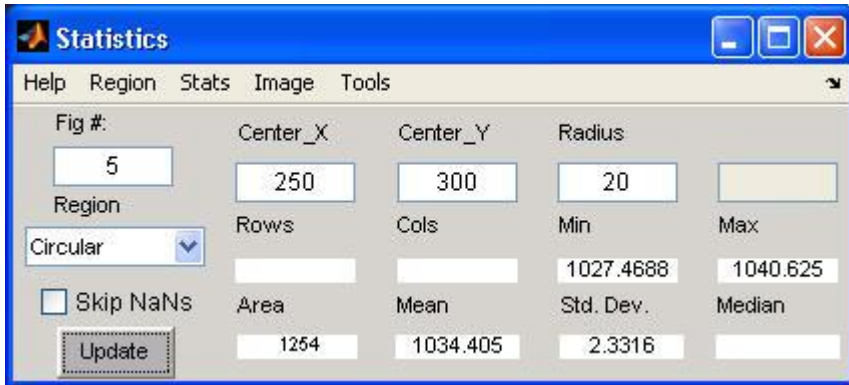 Statistics
Help Region Stats Image Tools
Fig #: Center_X Center_Y Radius
5 250 300 20
Region
Rows Cols Min Max
Circular
1027.4688 1040.625
Skip NaNs Area Mean Std. Dev. Median
Update 1254 1034.405 2.3316